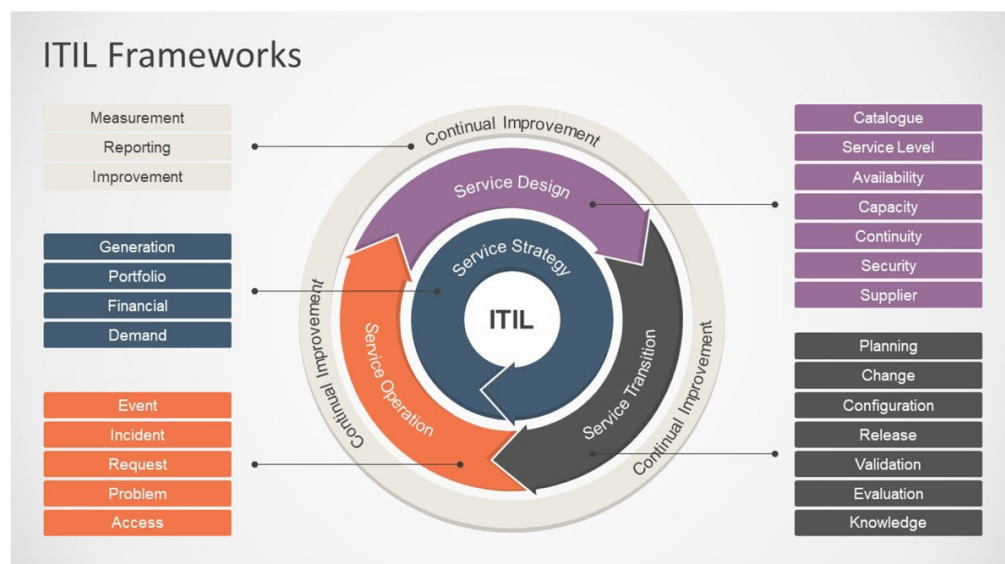 ITIL Frameworks
Measurement
Reporting
Improvement
Generation
Portfolio
Financial
Demand
Event
Incident
Request
Problem
Access
Continual Improvement
Service Design
Service Strategy
ITIL
Continual Improvement
Service Operation
Service Transition
Continual Improvement
Catalogue
Service Level
Availability
Capacity
Continuity
Security
Supplier
Planning
Change
Configuration
Release
Validation
Evaluation
Knowledge